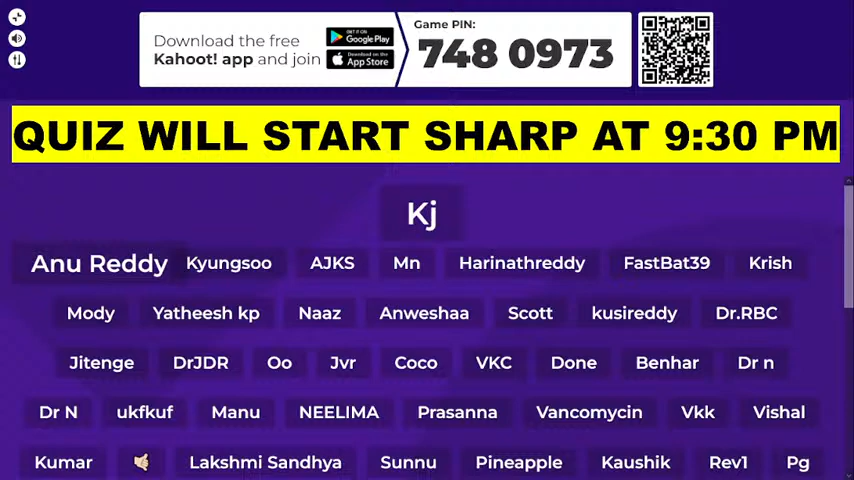 Download the free
Kahoot! app and join
GET IT ON
Google Play
Download on the
App Store
Game PIN:
748 0973
QUIZ WILL START SHARP AT 9:30 PM
Kj
Anu Reddy Kyungsoo AJKS Mn Harinathreddy FastBat39 Krish
Mody Yatheesh kp Naaz Anweshaa Scott kusireddy Dr.RBC
Jitenge DrJDR Oo Jvr Coco VKC Done Benhar Dr n
Dr N ukfkuf Manu NEELIMA Prasanna Vancomycin Vkk Vishal
Kumar 🤙🏻 Lakshmi Sandhya Sunnu Pineapple Kaushik Rev1 Pg